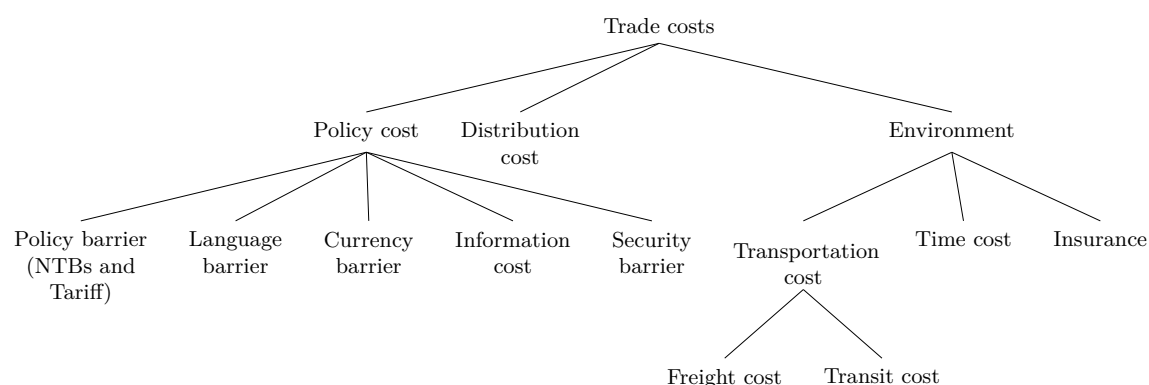 Trade costs
Policy cost
Distribution
cost
Environment
Policy barrier
(NTBs and
Tariff)
Language
barrier
Currency
barrier
Information
cost
Security
barrier
Transportation
cost
Time cost
Insurance
Freight cost
Transit cost